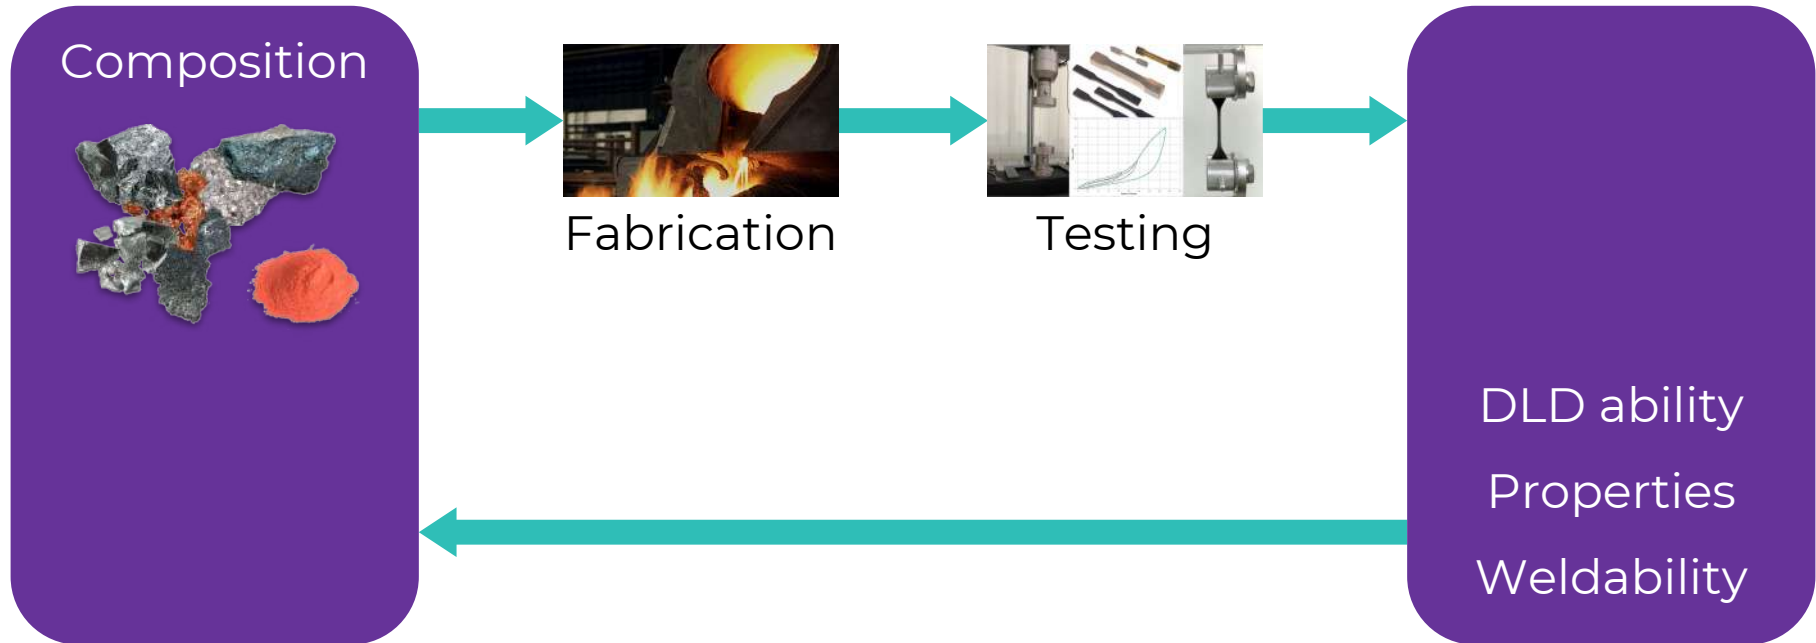 Composition
Fabrication
Testing
DLD ability
Properties
Weldability